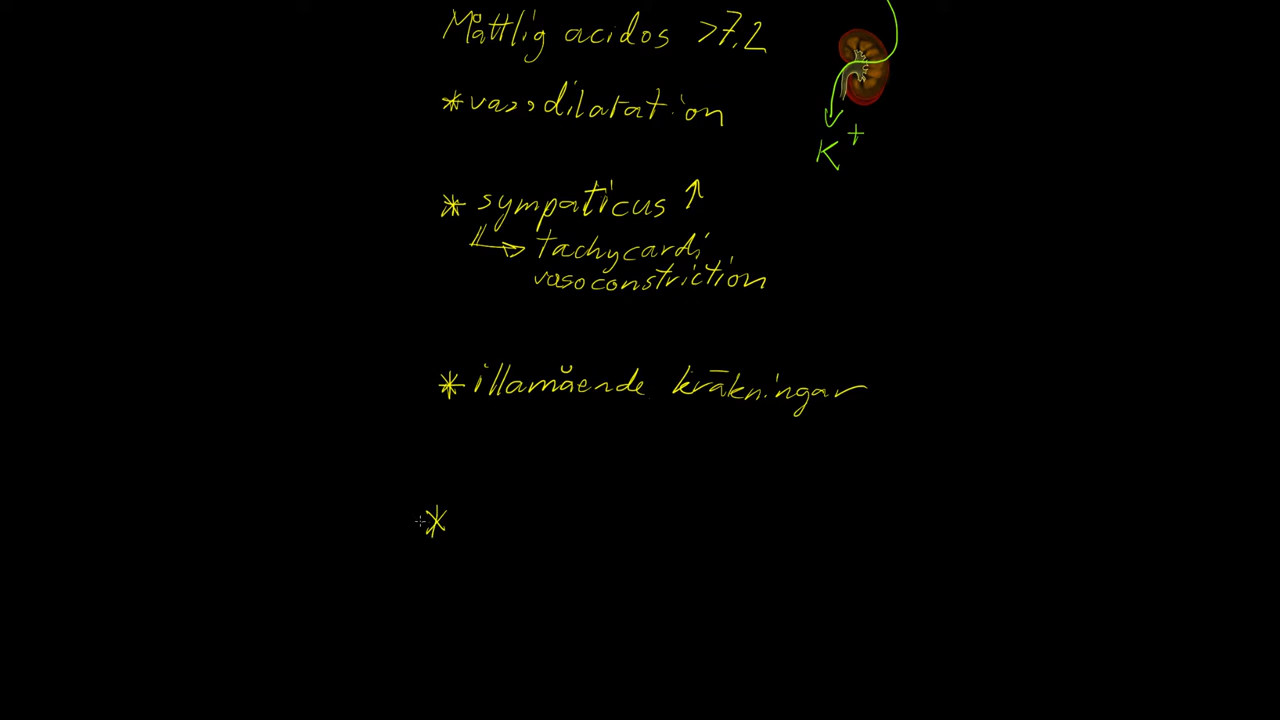 Måttlig acidos >7,2
K+
*vasodilatation
* sympaticus ↑
tachycardi
vasoconstriction
*illamående kräkningar
*